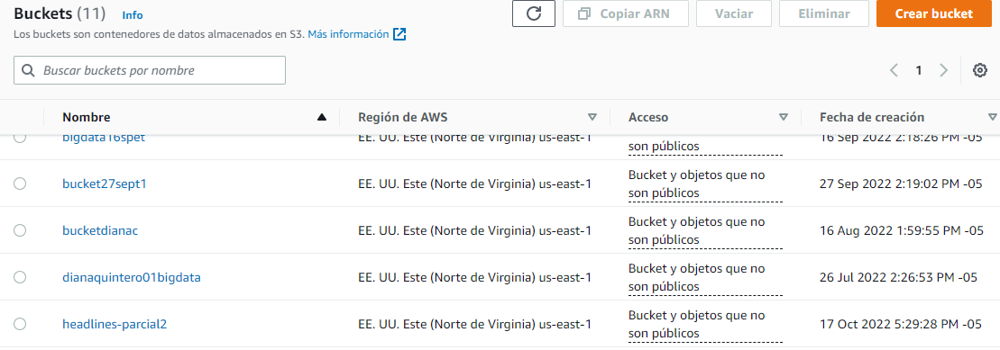 Buckets (11) Info
Copiar ARN Vaciar Eliminar Crear bucket
Los buckets son contenedores de datos almacenados en S3. Más información
Buscar buckets por nombre
1
Nombre Región de AWS Acceso Fecha de creación
bigdata16spet EE. UU. Este (Norte de Virginia) us-east-1 son públicos 16 Sep 2022 2:18:26 PM -05
bucket27sept1 EE. UU. Este (Norte de Virginia) us-east-1 Bucket y objetos que no 27 Sep 2022 2:19:02 PM -05
son públicos
bucketdianac EE. UU. Este (Norte de Virginia) us-east-1 Bucket y objetos que no 16 Aug 2022 1:59:55 PM -05
son públicos
dianaquintero01bigdata EE. UU. Este (Norte de Virginia) us-east-1 Bucket y objetos que no 26 Jul 2022 2:26:53 PM -05
son públicos
headlines-parcial2 EE. UU. Este (Norte de Virginia) us-east-1 Bucket y objetos que no 17 Oct 2022 5:29:28 PM -05
son públicos